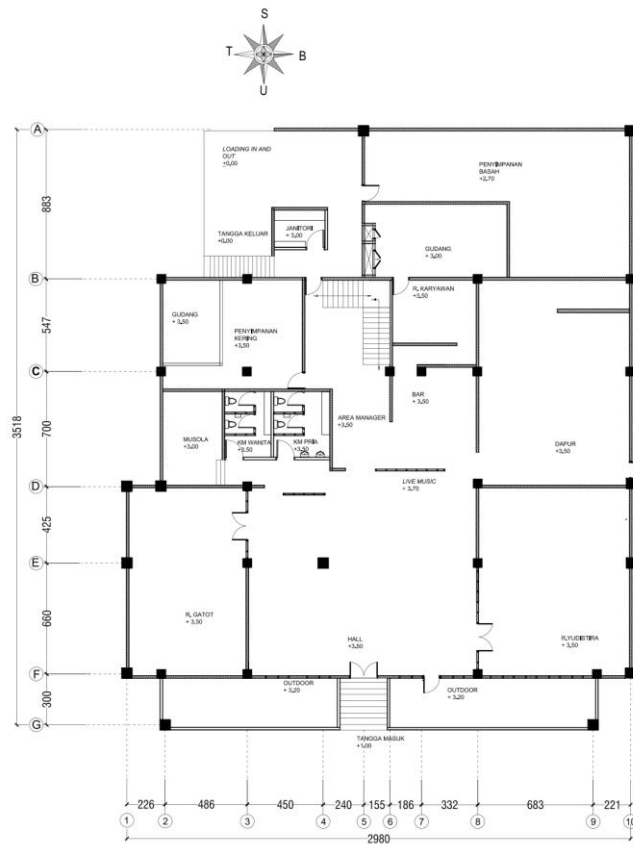 S
T
B
U
A
LOADING IN AND
OUT
+0,00
PENYIMPANAN
BASAH
+2,70
883
JANITORI
+ 3,00
TANGGA KELUAR
+0,00
GUDANG
+ 3,00
B
R. KARYAWAN
+3,50
GUDANG
+ 3,50
547
PENYIMPANAN
KERING
+3,50
C
BAR
+ 3,50
3518
700
AREA MANAGER
+3,50
MUSOLA
+3,00
KM WANITA
+3,50
KM PRIA
+3,50
DAPUR
+3,50
LIVE MUSIC
+ 3,70
D
425
E
660
R. GATOT
+ 3,50
HALL
+3,50
R.YUDISTIRA
+ 3,50
F
OUTDOOR
+ 3,20
OUTDOOR
+ 3,20
300
G
TANGGA MASUK
+1,00
226
486
450
240
155
186
332
683
221
1
2
3
4
5
6
7
8
9
10
2980